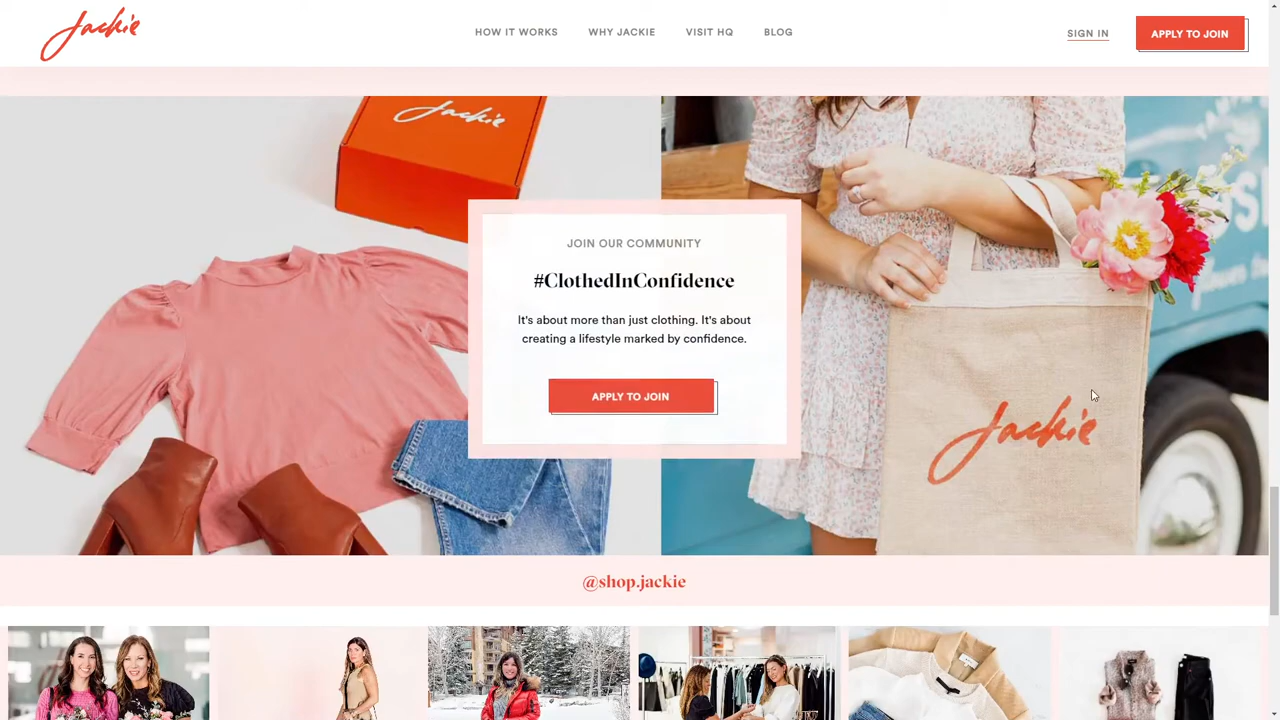 Jackie
HOW IT WORKS
WHY JACKIE
VISIT HQ
BLOG
SIGN IN
APPLY TO JOIN
Jackie
JOIN OUR COMMUNITY
#ClothedInConfidence
It's about more than just clothing. It's about
creating a lifestyle marked by confidence.
APPLY TO JOIN
Jackie
@shop.jackie